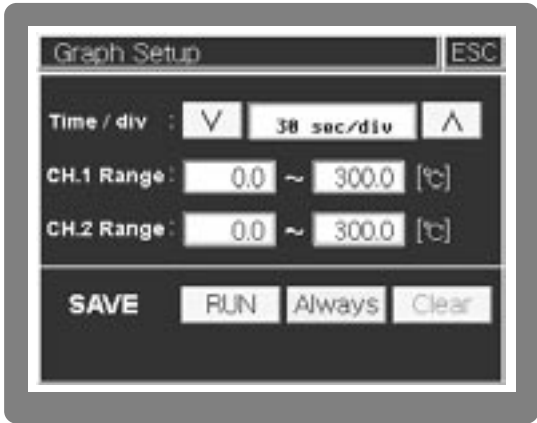 Graph Setup ESC
Time / div : V 30 sec/div Λ
CH.1 Range : 0.0 ~ 300.0 [℃]
CH.2 Range : 0.0 ~ 300.0 [℃]
SAVE RUN Always Clear